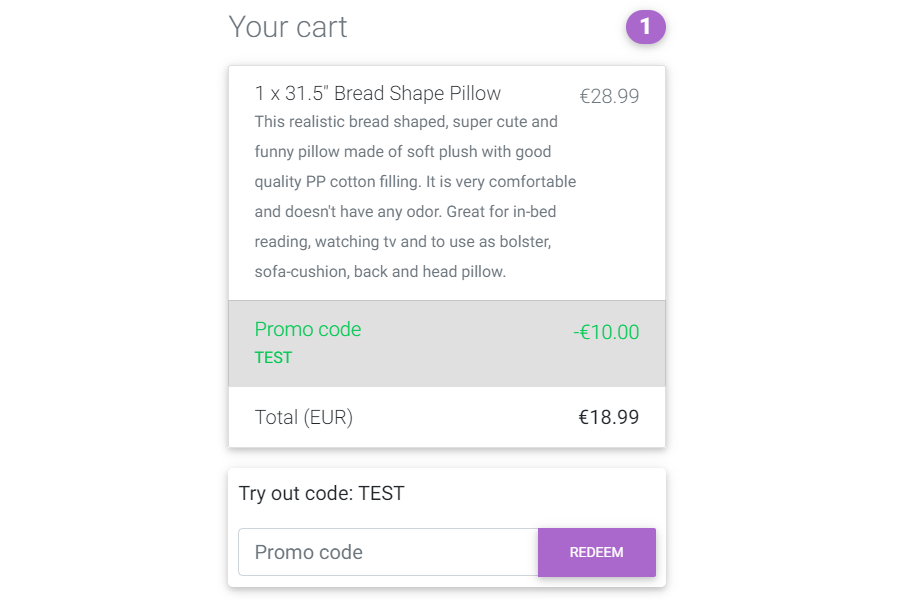 Your cart 1
1 x 31.5" Bread Shape Pillow €28.99
This realistic bread shaped, super cute and
funny pillow made of soft plush with good
quality PP cotton filling. It is very comfortable
and doesn't have any odor. Great for in-bed
reading, watching tv and to use as bolster,
sofa-cushion, back and head pillow.
Promo code -€10.00
TEST
Total (EUR) €18.99
Try out code: TEST
Promo code REDEEM